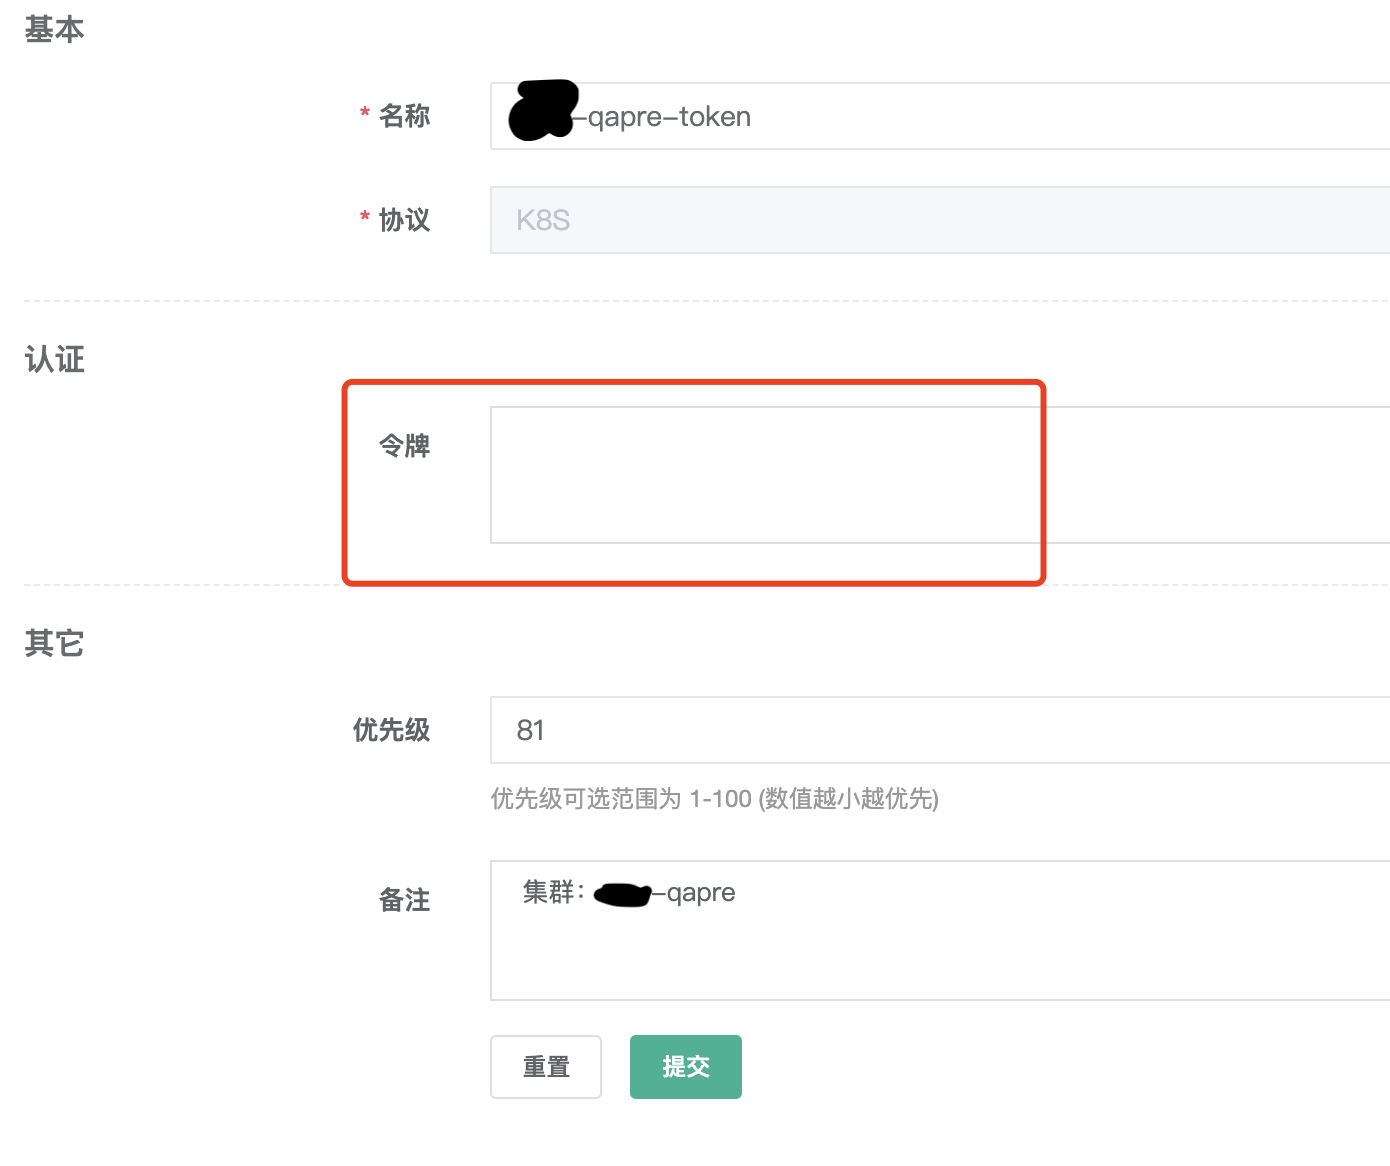 基本
* 名称
-qapre-token
* 协议
K8S
认证
令牌
其它
优先级
81
优先级可选范围为 1-100 (数值越小越优先)
备注
集群：
-qapre
重置
提交